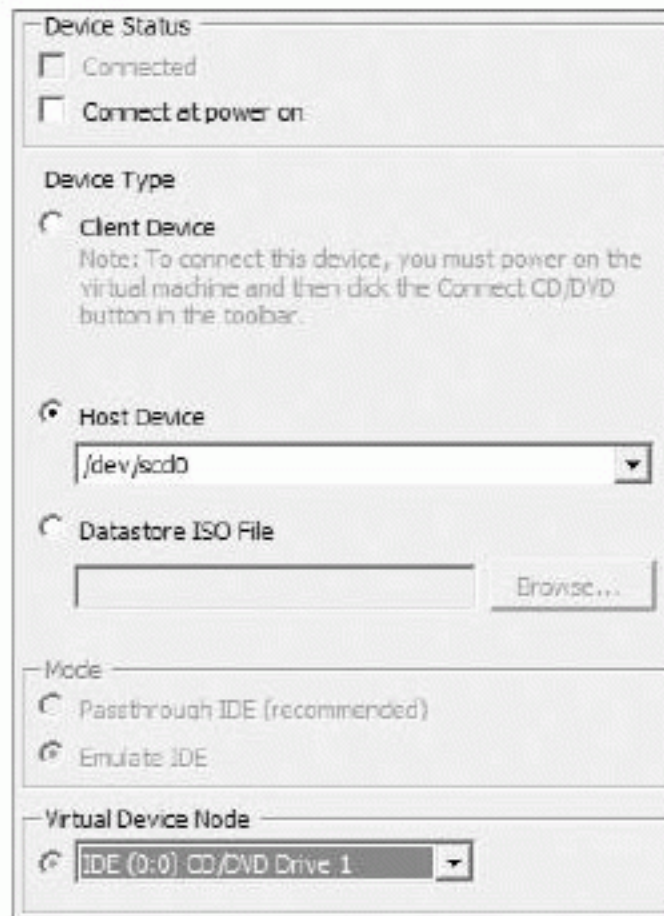 Device Status
Connected
Connect at power on
Device Type
Client Device
Note: To connect this device, you must power on the
virtual machine and then click the Connect CD/DVD
button in the toolbar.
Host Device
/dev/scd0
Datastore ISO File
Browse...
Mode
Passthrough IDE (recommended)
Emulate IDE
Virtual Device Node
IDE (0:0) CD/DVD Drive 1